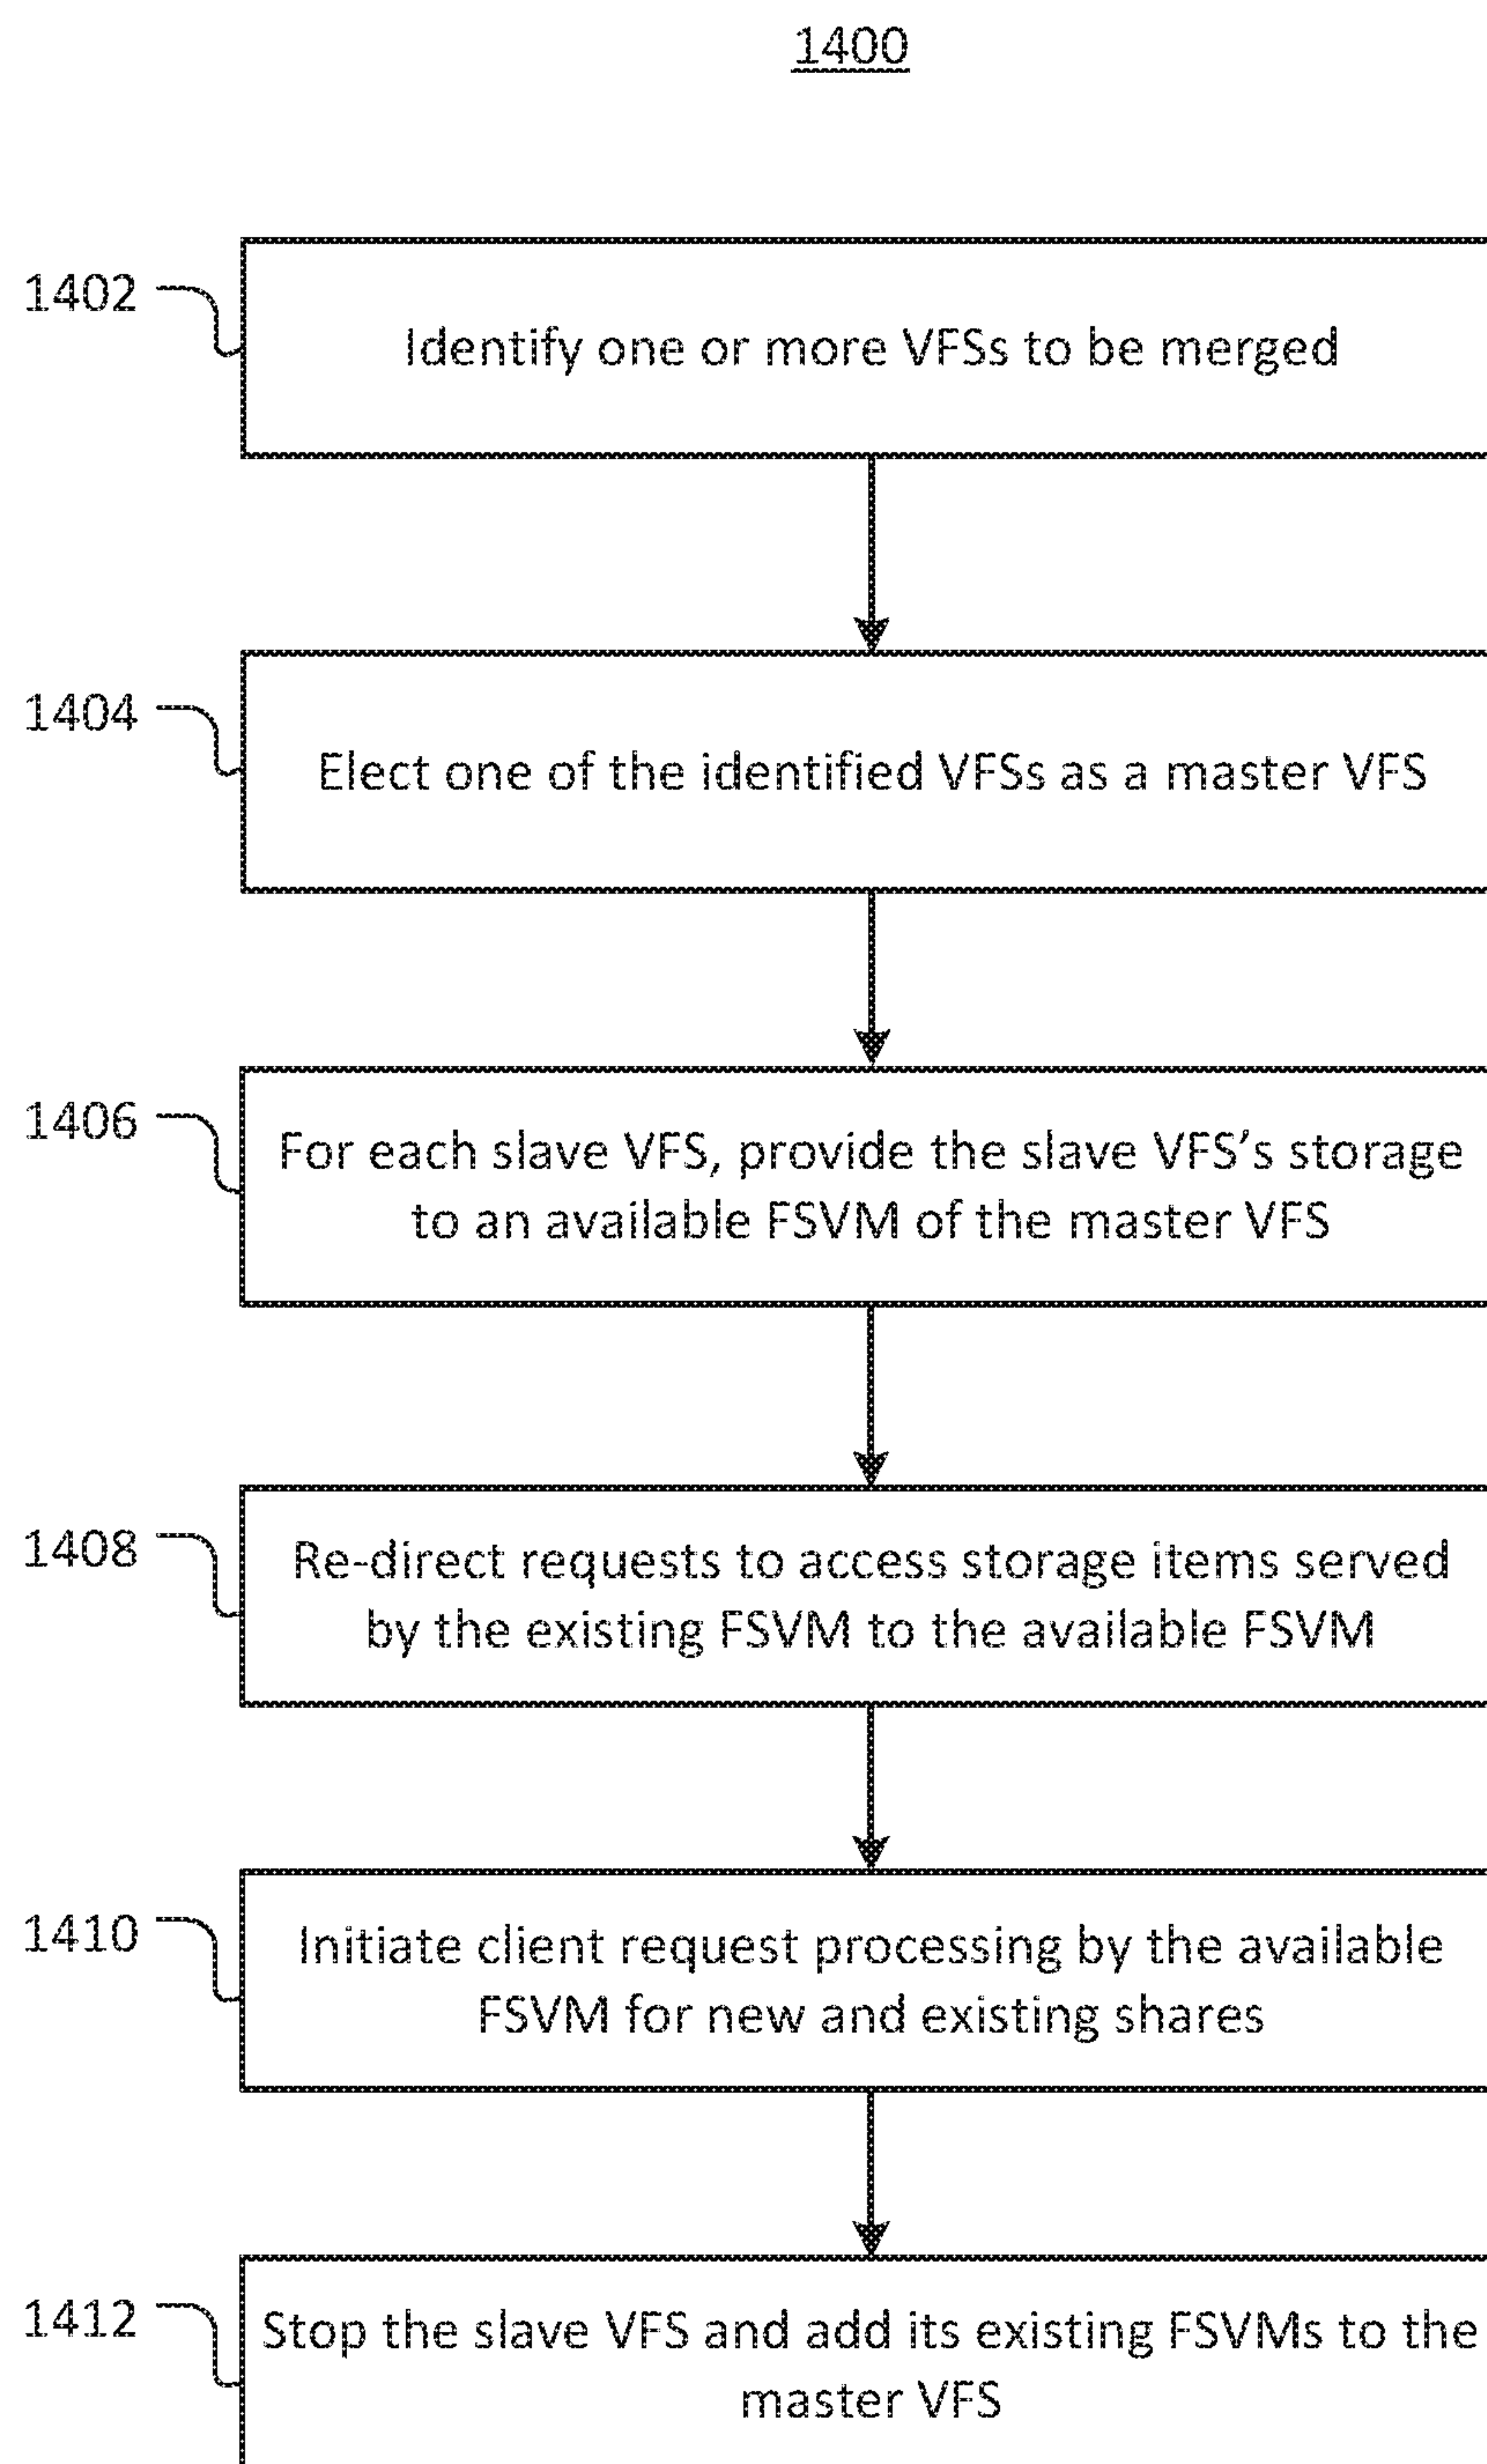 1400
1402
Identify one or more VFSs to be merged
1404
Elect one of the identified VFSs as a master VFS
1406
For each slave VFS, provide the slave VFS's storage
to an available FSVM of the master VFS
1408
Re-direct requests to access storage items served
by the existing FSVM to the available FSVM
1410
Initiate client request processing by the available
FSVM for new and existing shares
1412
Stop the slave VFS and add its existing FSVMs to the
master VFS